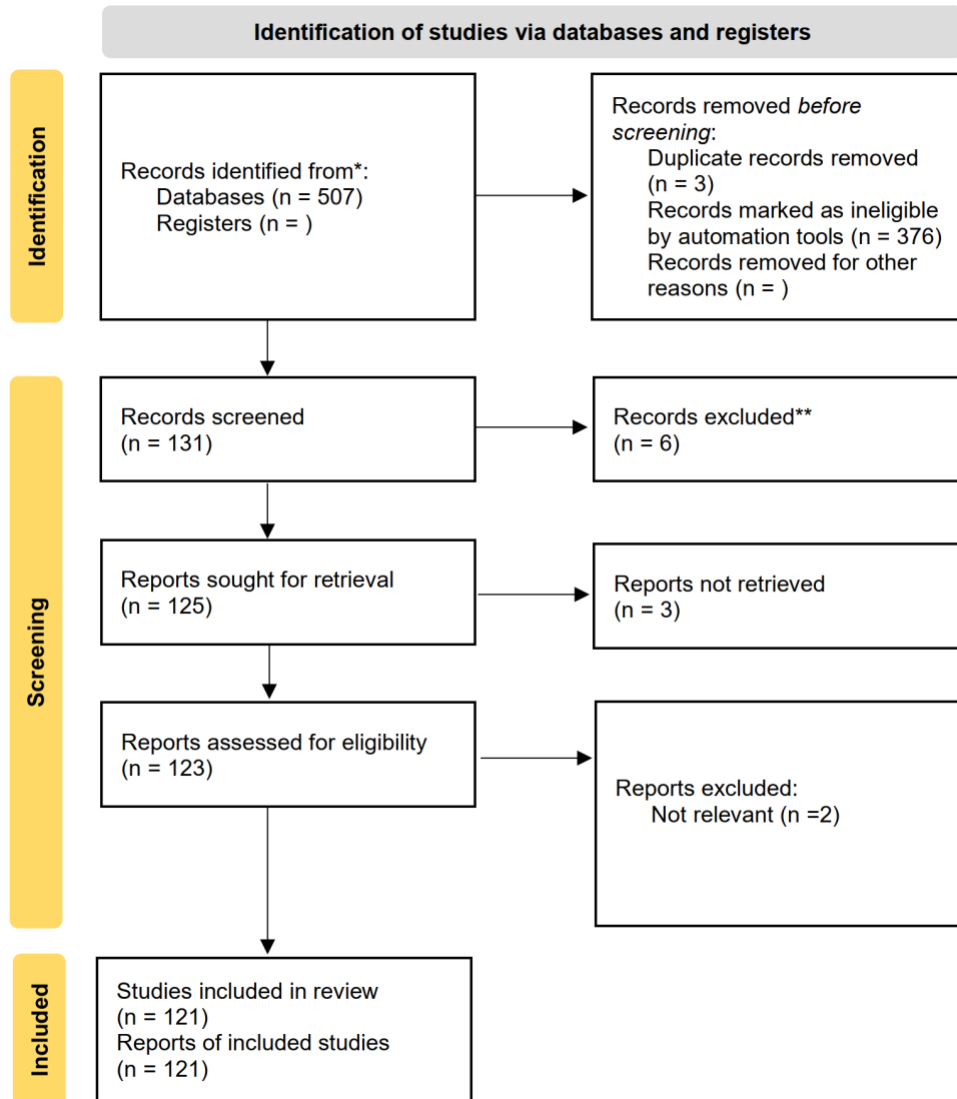 Identification of studies via databases and registers
Identification
Records identified from*:
Databases (n = 507)
Registers (n = )
Records removed before
screening:
Duplicate records removed
(n = 3)
Records marked as ineligible
by automation tools (n = 376)
Records removed for other
reasons (n = )
Screening
Records screened
(n = 131)
Records excluded**
(n = 6)
Reports sought for retrieval
(n = 125)
Reports not retrieved
(n = 3)
Reports assessed for eligibility
(n = 123)
Reports excluded:
Not relevant (n =2)
Included
Studies included in review
(n = 121)
Reports of included studies
(n = 121)